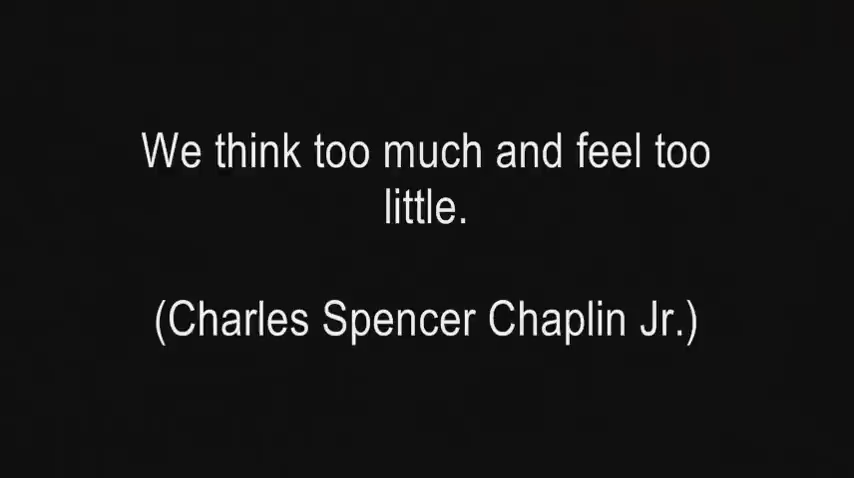 We think too much and feel too
little.
(Charles Spencer Chaplin Jr.)